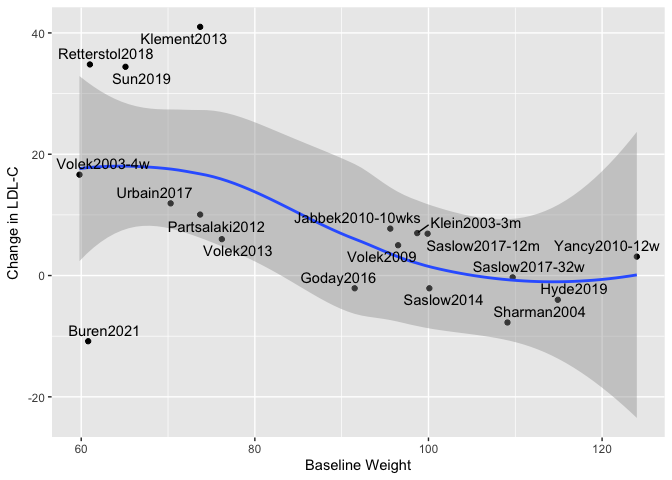 Klement2013
Retterstol2018
Sun2019
Volek2003-4w
Urbain2017
Partsalaki2012
Volek2013
Jabbek2010-10wks
Klein2003-3m
Saslow2017-12m
Yancy2010-12w
Volek2009
Saslow2017-32w
Goday2016
Hyde2019
Saslow2014
Sharman2004
Buren2021
40
20
0
-20
60
80
100
120
Baseline Weight
Change in LDL-C